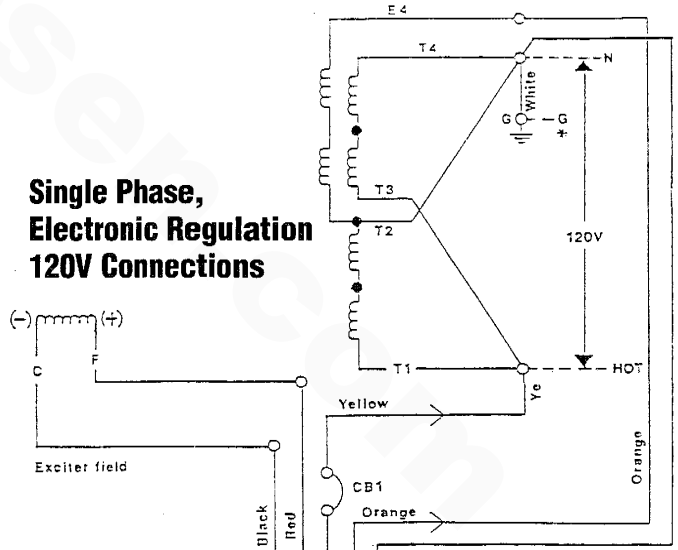 E4
T4
N
White
G
G
*
T3
Single Phase,
Electronic Regulation
120V Connections
T2
120V
(-)
(+)
C
F
T1
HOT
Ye
Yellow
Orange
Exciter field
CB1
Orange
Black
Red